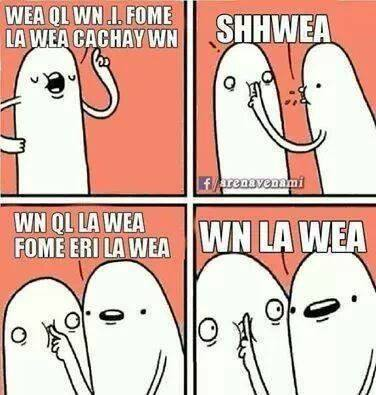 WEA QL WN .I. FOME
LA WEA CACHAY WN
SHHWEA
f/arenavenami
WN QL LA WEA
FOME ERI LA WEA
WN LA WEA